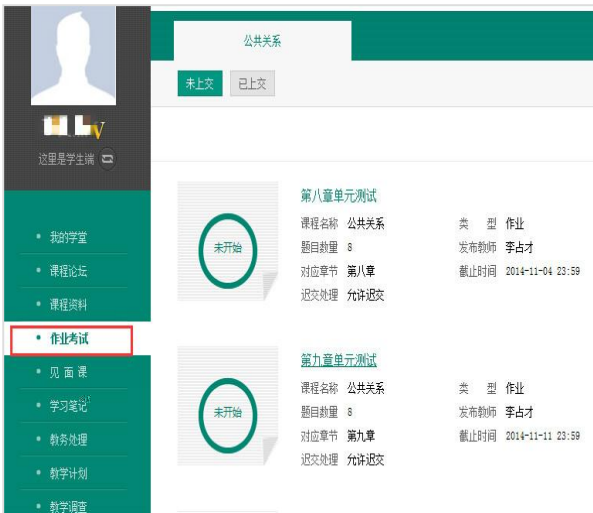 公共关系
未上交 已上交
这里是学生端
我的学堂
课程论坛
课程资料
作业考试
见面课
学习笔记
教务处理
教学计划
教学调查
第八章单元测试
未开始
课程名称 公共关系 类 型 作业
题目数量 8 发布教师 李占才
对应章节 第八章 截止时间 2014-11-04 23:59
迟交处理 允许迟交
第九章单元测试
未开始
课程名称 公共关系 类 型 作业
题目数量 8 发布教师 李占才
对应章节 第九章 截止时间 2014-11-11 23:59
迟交处理 允许迟交